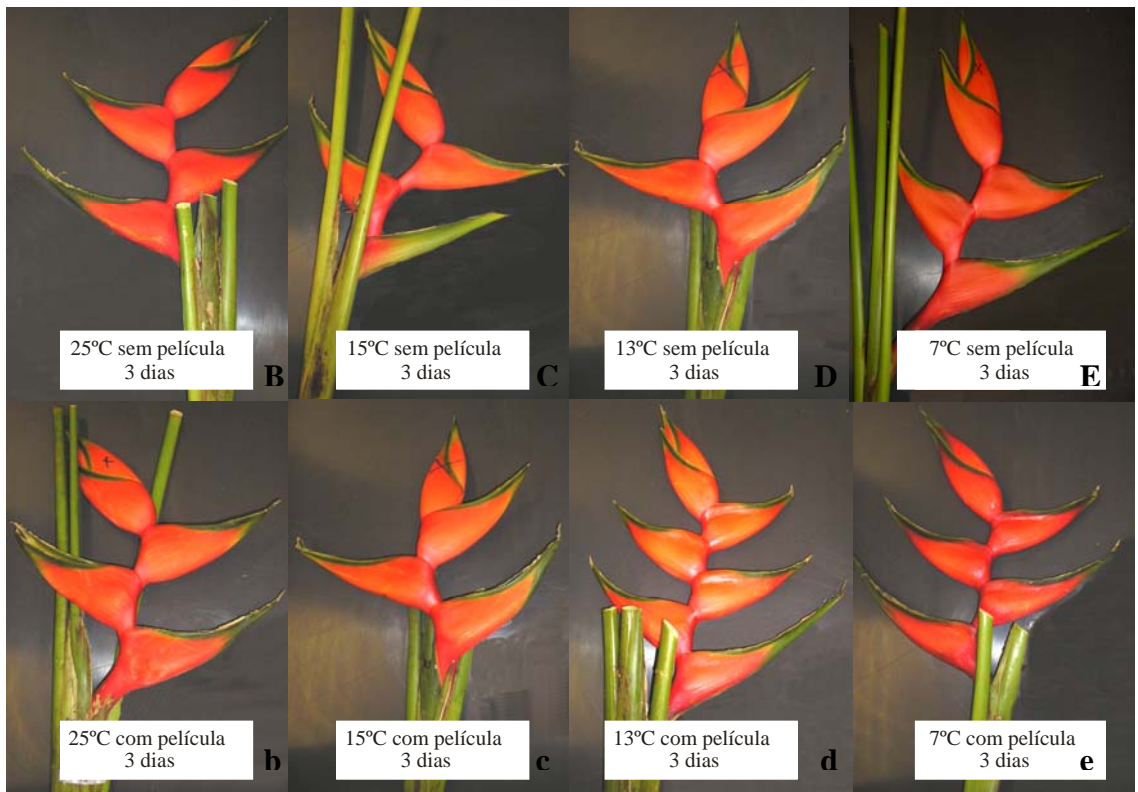 25ºC sem película
3 dias
B
15ºC sem película
3 dias
C
13ºC sem película
3 dias
D
7ºC sem película
3 dias
E
25ºC com película
3 dias
b
15ºC com película
3 dias
c
13ºC com película
3 dias
d
7ºC com película
3 dias
e